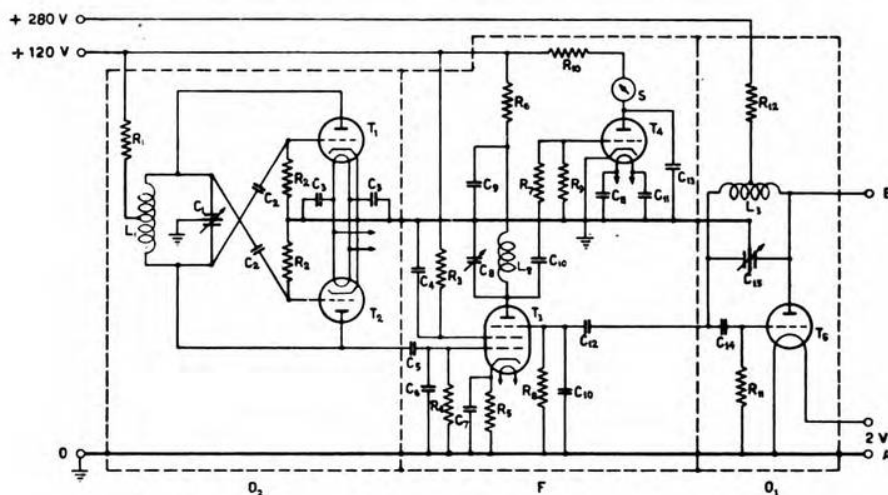 + 280 V
+ 120 V
R10
S
R6
R12
T1
T4
R1
R2
C3
C3
C2
C9
R7
R9
C11
C11
C13
E
L1
C1
L3
C2
R2
C4
R3
C8
L2
C10
C15
T2
T3
T5
C5
C12
C14
C6
R4
C7
R5
R8
C10
R11
2 V
0
A
O2
F
O1